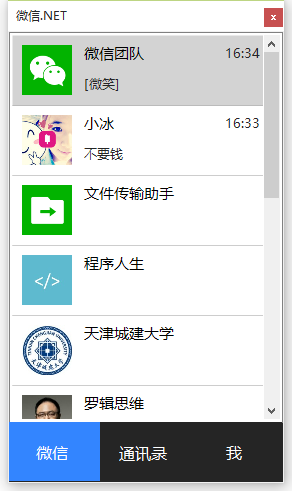 微信.NET
x
微信团队 16:34
[微笑]
小冰 16:33
不要钱
文件传输助手
程序人生
</>
天津城建大学
罗辑思维
微信 通讯录 我